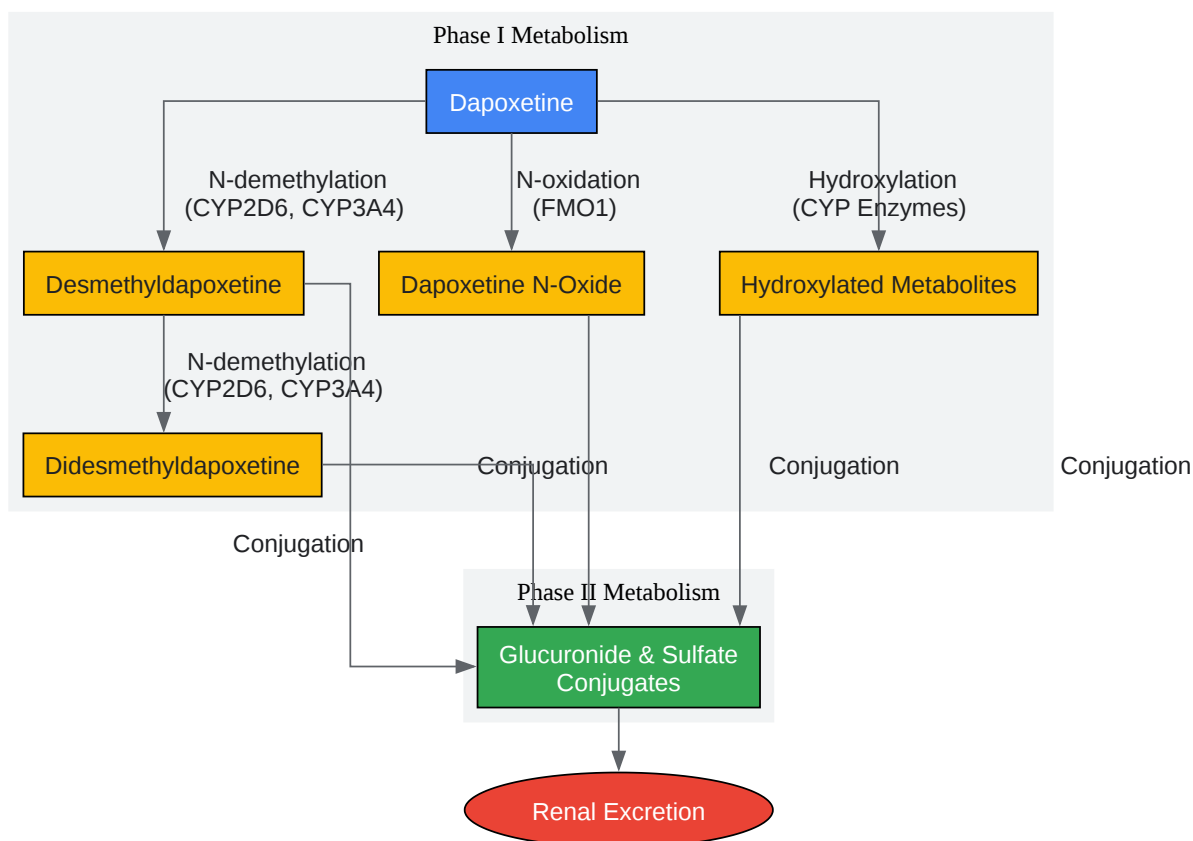 Phase I Metabolism
Dapoxetine
N-demethylation
(CYP2D6, CYP3A4)
N-oxidation
(FMO1)
Hydroxylation
(CYP Enzymes)
Desmethyldapoxetine
Dapoxetine N-Oxide
Hydroxylated Metabolites
N-demethylation
(CYP2D6, CYP3A4)
Didesmethyldapoxetine
Conjugation
Conjugation
Conjugation
Conjugation
Phase II Metabolism
Glucuronide & Sulfate
Conjugates
Renal Excretion